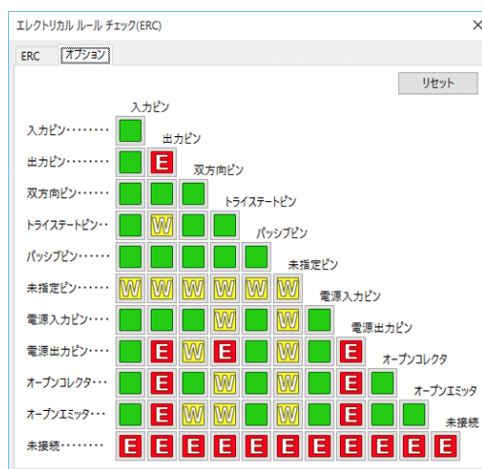 エレクトリカル ルール チェック(ERC) ×
ERC オプション
リセット
入力ピン
入力ピン········
出力ピン
出力ピン········ E
双方向ピン
双方向ピン······
トライステートピン
トライステートピン·· W
パッシブピン
パッシブピン······
未指定ピン
未指定ピン······ W W W W W W
電源入力ピン
電源入力ピン···· W W
電源出力ピン
電源出力ピン···· E W E W E
オープンコレクタ
オープンコレクタ··· E W W E
オープンエミッタ
オープンエミッタ··· E W W W E
未接続
未接続········ E E E E E E E E E E E